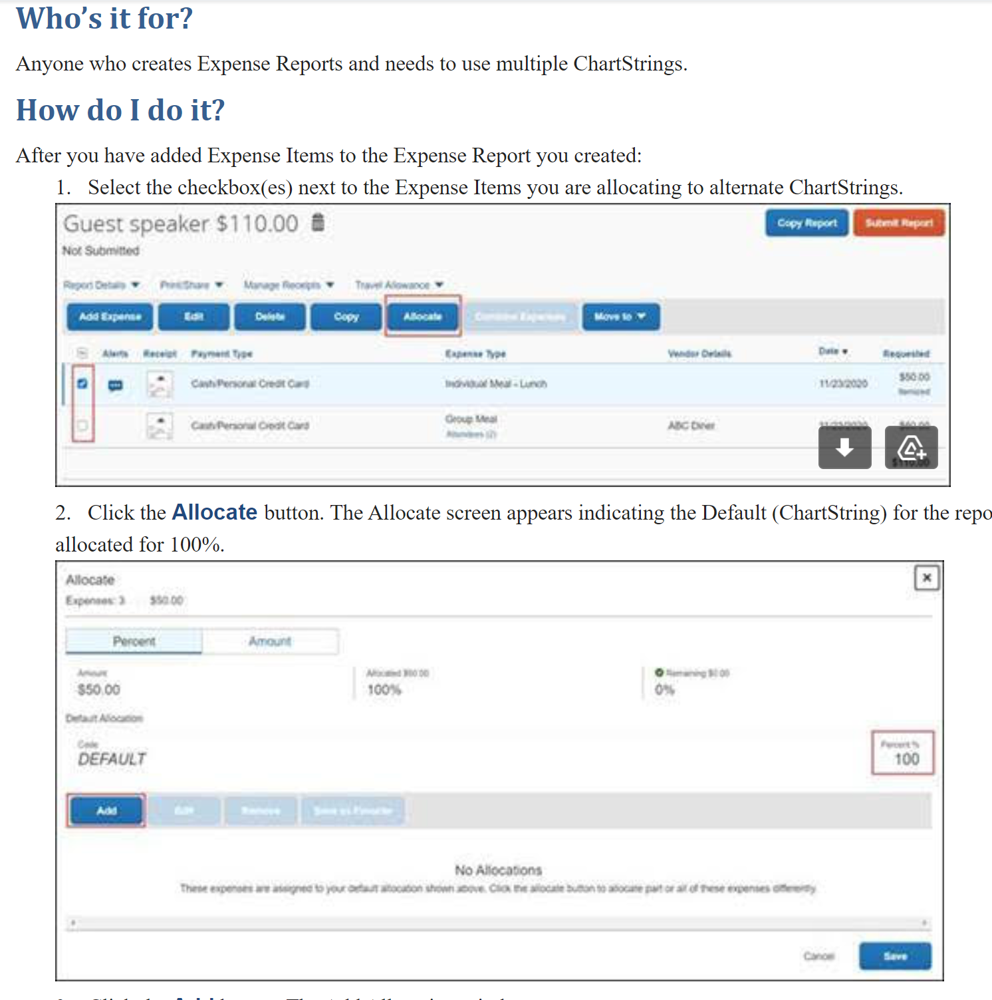 Who's it for?
Anyone who creates Expense Reports and needs to use multiple ChartStrings.
How do I do it?
After you have added Expense Items to the Expense Report you created:
1. Select the checkbox(es) next to the Expense Items you are allocating to alternate ChartStrings.
Guest speaker $110.00
Copy Report Submit Report
Not Submitted
Report Details Print/Share Manage Receipts Travel Allowance
Add Expense Edit Delete Copy Allocate Combine Expenses Move to
Alerts Receipt Payment Type Expense Type Vendor Details Date Requested
Cash/Personal Credit Card Individual Meal - Lunch 11/23/2020 $50.00
Itemized
Cash/Personal Credit Card Group Meal ABC Diner 11/23/2020 $60.00
Attendees (2)
$110.00
2. Click the Allocate button. The Allocate screen appears indicating the Default (ChartString) for the repo
allocated for 100%.
Allocate
Expenses: 3 $50.00
Percent Amount
Amount Allocated $50.00 Remaining $0.00
$50.00 100% 0%
Default Allocation
Code Percent %
DEFAULT 100
Add Edit Remove Save as Favorite
No Allocations
These expenses are assigned to your default allocation shown above. Click the allocate button to allocate part or all of these expenses differently.
Cancel Save